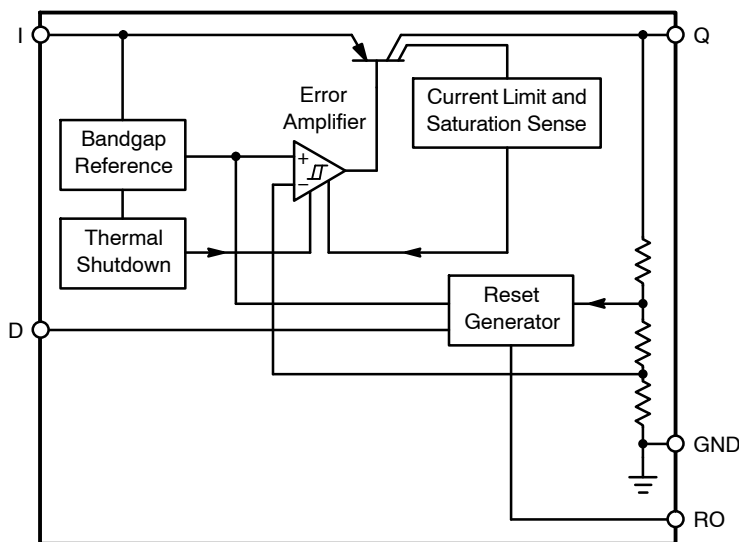 I
Q
Error
Amplifier
Current Limit and
Saturation Sense
Bandgap
Reference
+
−
Thermal
Shutdown
Reset
Generator
D
GND
RO